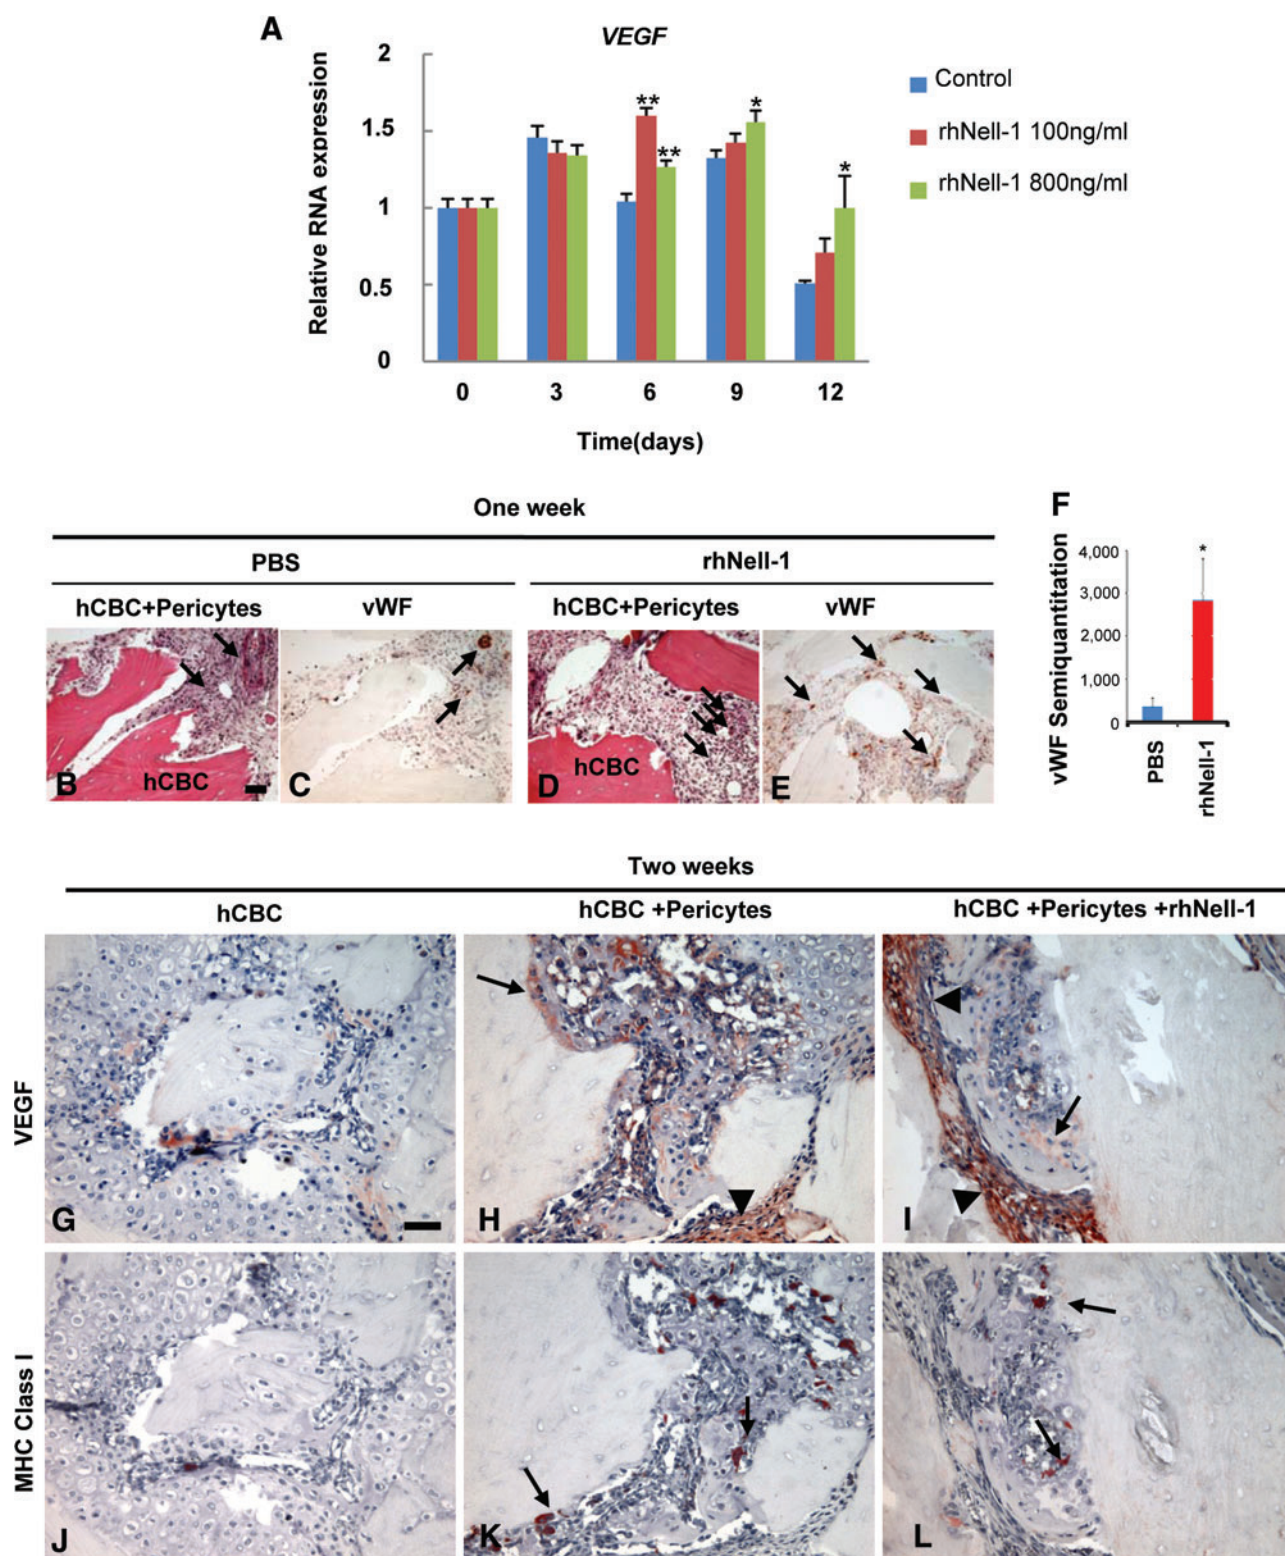 A
VEGF
Relative RNA expression
2
1.5
1
0.5
0
** ** * *
0 3 6 9 12
Time(days)
Control
rhNell-1 100ng/ml
rhNell-1 800ng/ml
One week
PBS rhNell-1
hCBC+Pericytes vWF hCBC+Pericytes vWF
B hCBC
C
D hCBC
E
F
vWF Semiquantitation
4,000
3,000
2,000
1,000
0
*
PBS rhNell-1
Two weeks
hCBC hCBC +Pericytes hCBC +Pericytes +rhNell-1
VEGF
G H I
MHC Class I
J K L